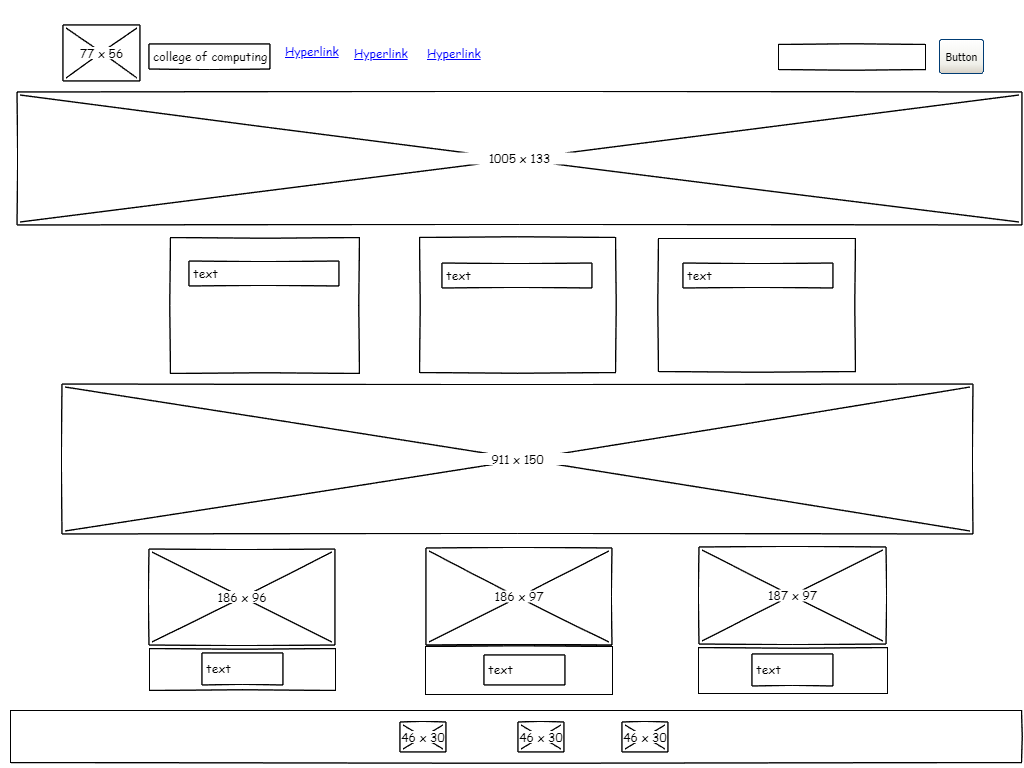 77 x 56
college of computing
Hyperlink
Hyperlink
Hyperlink
Button
1005 x 133
text
text
text
911 x 150
186 x 96
186 x 97
187 x 97
text
text
text
46 x 30
46 x 30
46 x 30